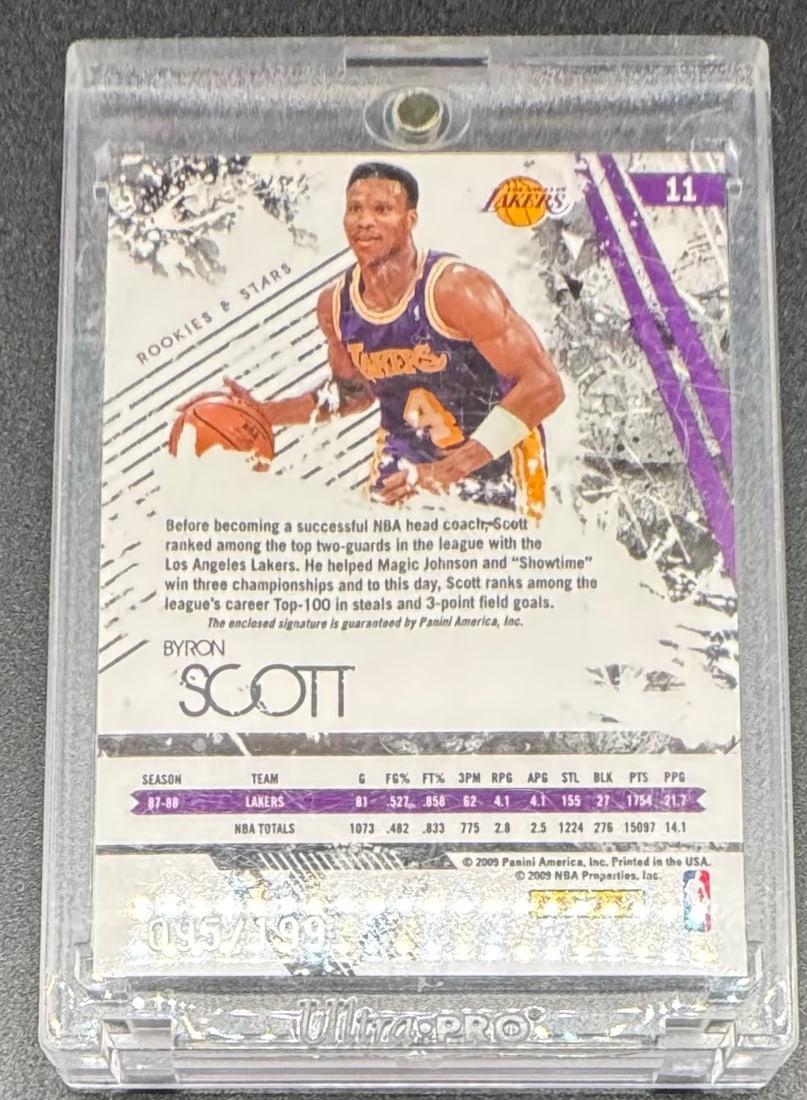 LOS ANGELES
LAKERS
11
ROOKIES & STARS
LAKERS
4
Before becoming a successful NBA head coach, Scott
ranked among the top two-guards in the league with the
Los Angeles Lakers. He helped Magic Johnson and “Showtime”
win three championships and to this day, Scott ranks among the
league's career Top-100 in steals and 3-point field goals.
The enclosed signature is guaranteed by Panini America, Inc.
BYRON
SCOTT
SEASON TEAM G FG% FT% 3PM RPG APG STL BLK PTS PPG
87-88 LAKERS 81 .527 .858 62 4.1 4.1 155 27 1754 21.7
NBA TOTALS 1073 .482 .833 775 2.8 2.5 1224 276 15097 14.1
© 2009 Panini America, Inc. Printed in the USA.
© 2009 NBA Properties, Inc.
095/199
Ultra·PRO®